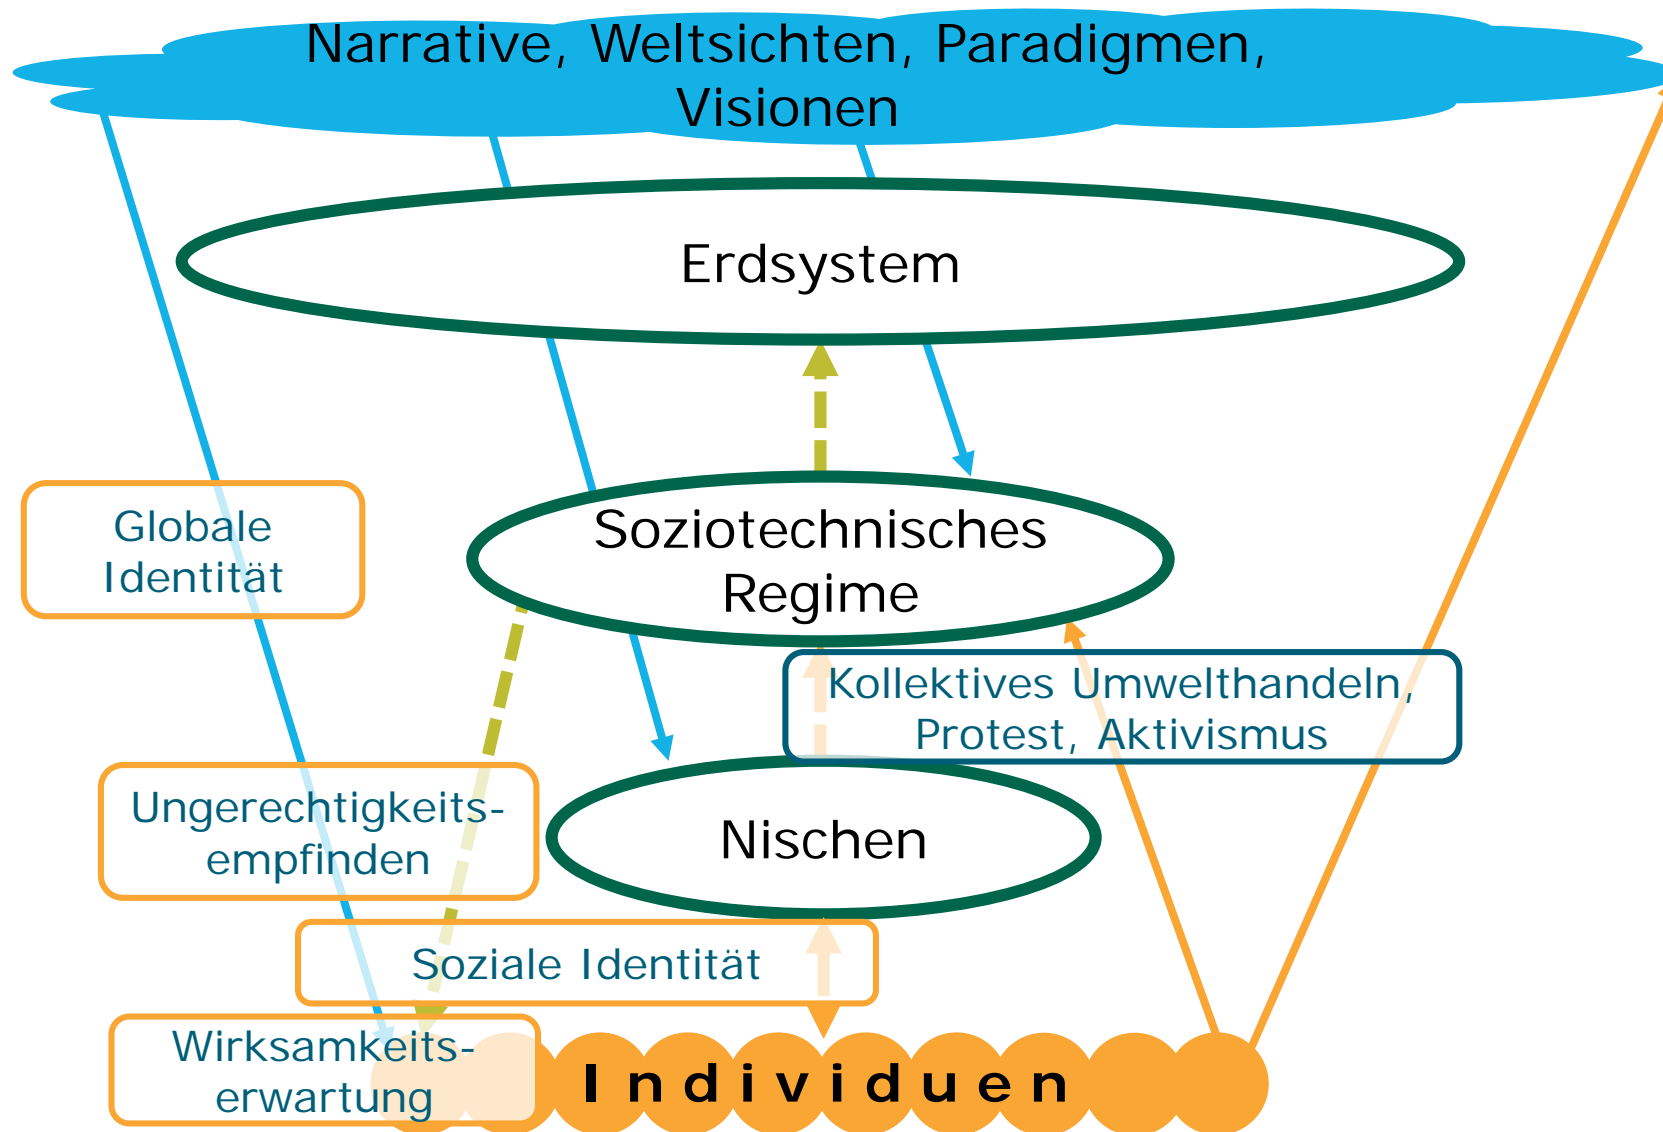 Narrative, Weltsichten, Paradigmen,
Visionen
Erdsystem
Globale
Identität
Soziotechnisches
Regime
Kollektives Umwelthandeln,
Protest, Aktivismus
Ungerechtigkeits-
empfinden
Nischen
Soziale Identität
Wirksamkeits-
erwartung
Individuen